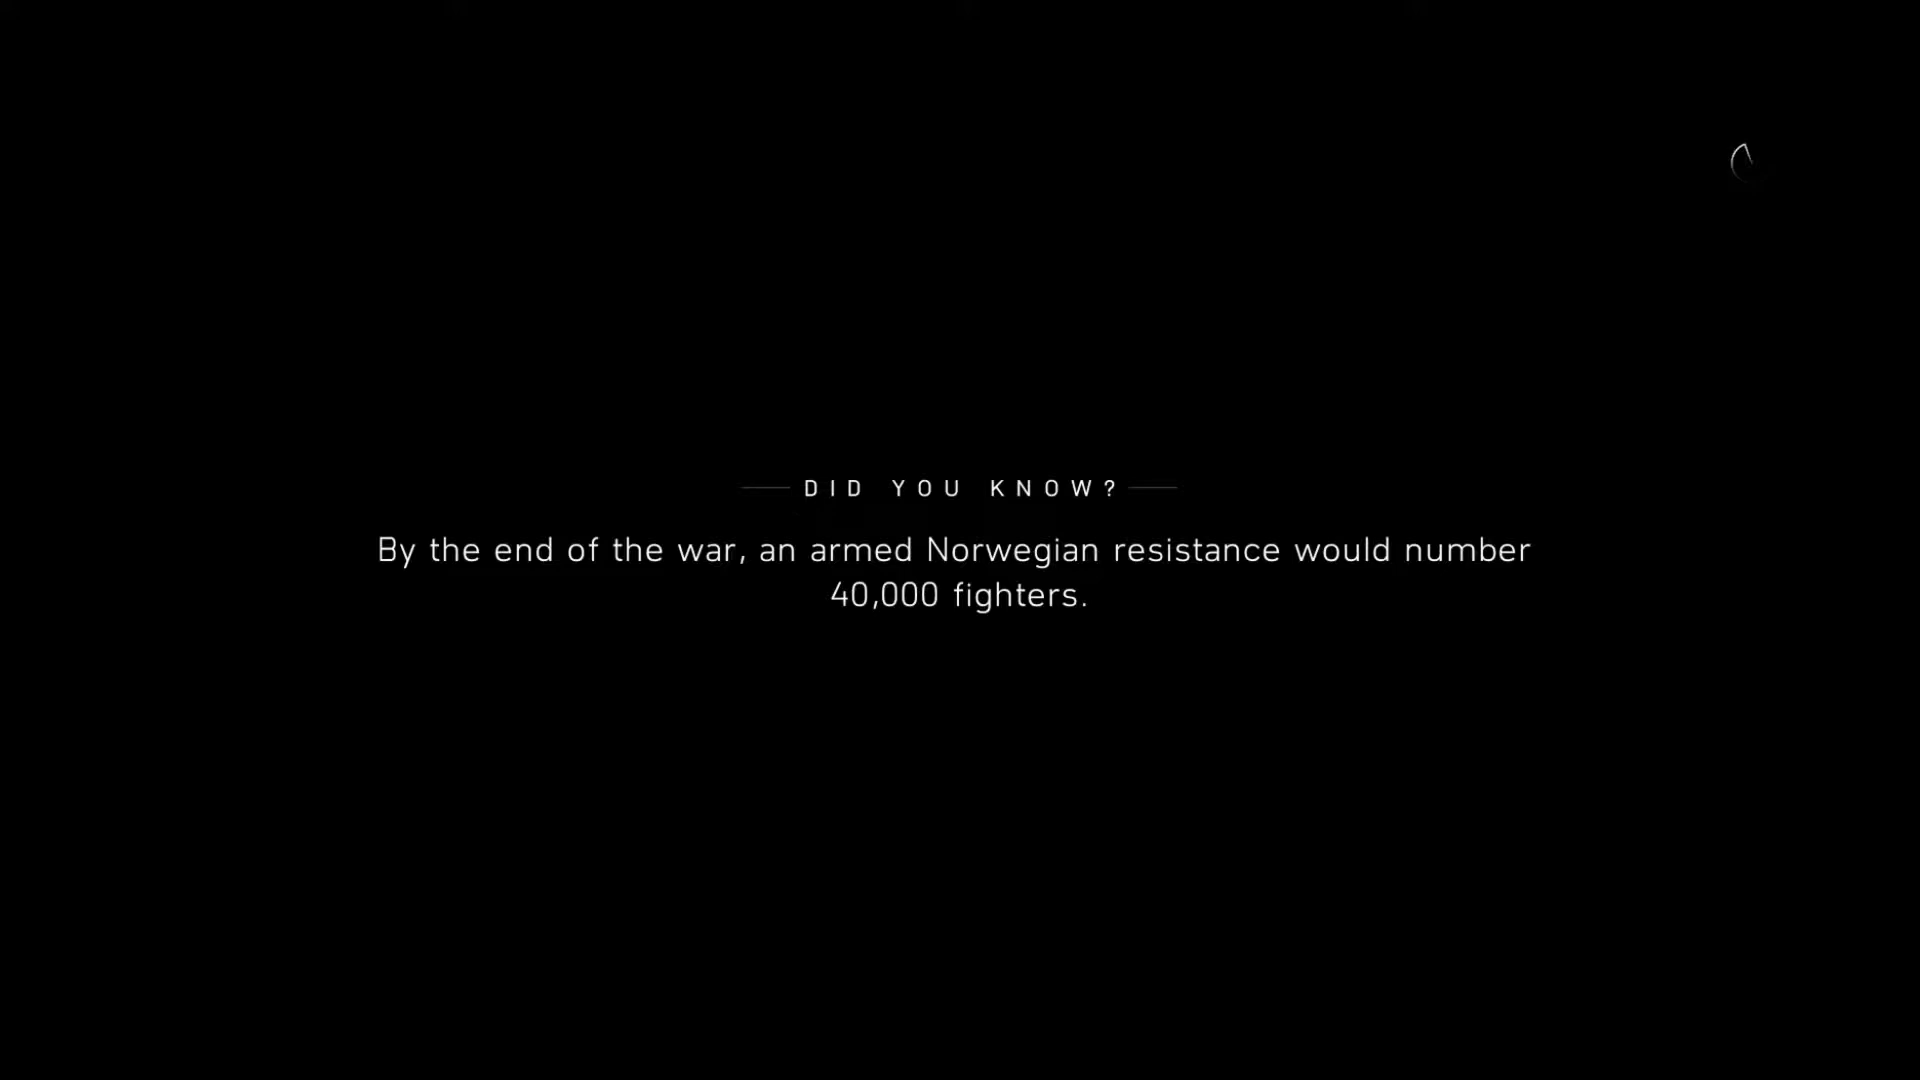 DID YOU KNOW?
By the end of the war, an armed Norwegian resistance would number
40,000 fighters.